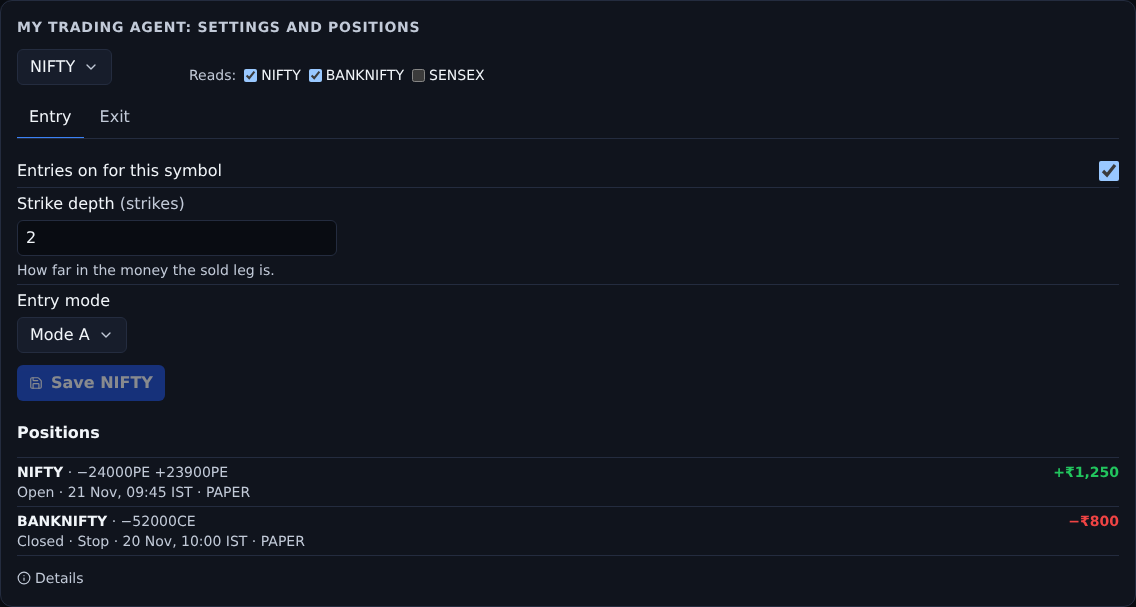 MY TRADING AGENT: SETTINGS AND POSITIONS
NIFTY
Reads: NIFTY BANKNIFTY SENSEX
Entry Exit
Entries on for this symbol
Strike depth (strikes)
2
How far in the money the sold leg is.
Entry mode
Mode A
Save NIFTY
Positions
NIFTY · −24000PE +23900PE +₹1,250
Open · 21 Nov, 09:45 IST · PAPER
BANKNIFTY · −52000CE −₹800
Closed · Stop · 20 Nov, 10:00 IST · PAPER
Details